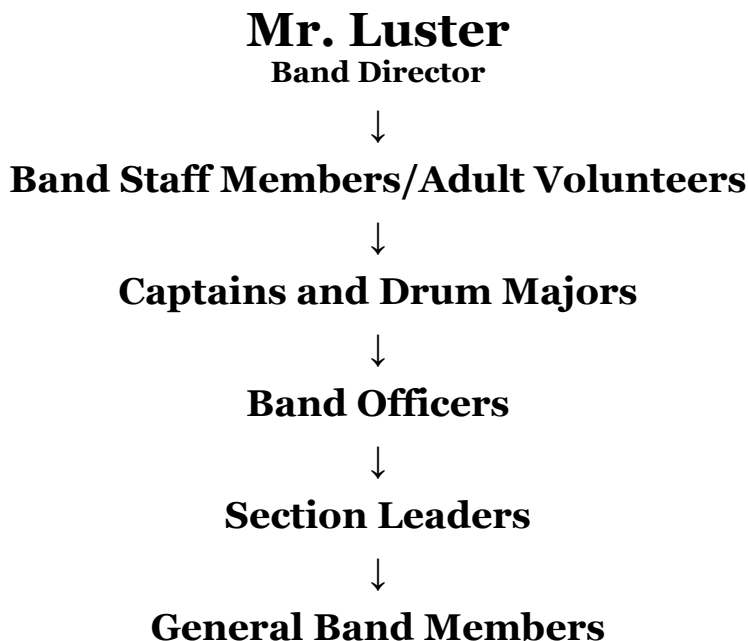 Mr. Luster
Band Director
↓
Band Staff Members/Adult Volunteers
↓
Captains and Drum Majors
↓
Band Officers
↓
Section Leaders
↓
General Band Members